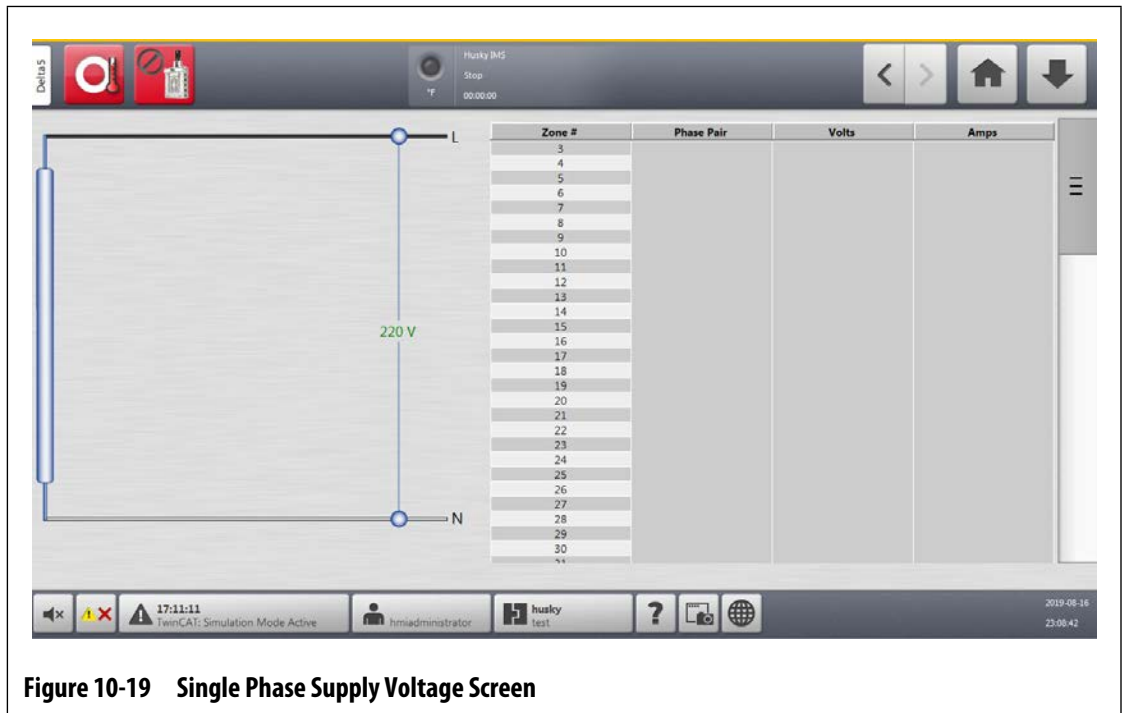 Delta5
Husky IMS
Stop
°F
00:00:00
L
220 V
N
Zone # Phase Pair Volts Amps
3
4
5
6
7
8
9
10
11
12
13
14
15
16
17
18
19
20
21
22
23
24
25
26
27
28
29
30
31
17:11:11
TwinCAT: Simulation Mode Active
hmiadministrator
husky
test
?
2019-08-16
23:08:42
Figure 10-19 Single Phase Supply Voltage Screen